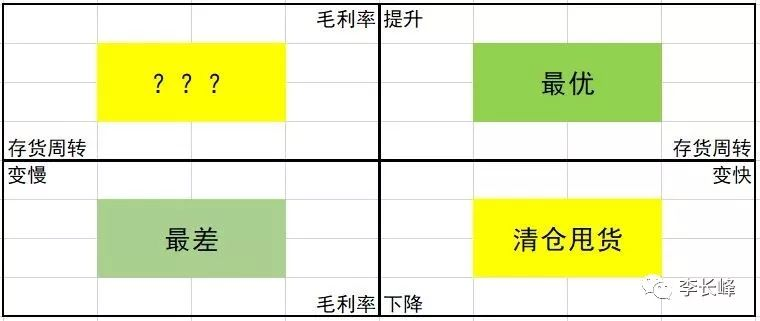 毛利率 提升
？？？ 最优
存货周转 存货周转
变慢 变快
最差 清仓甩货
李长峰
毛利率 下降